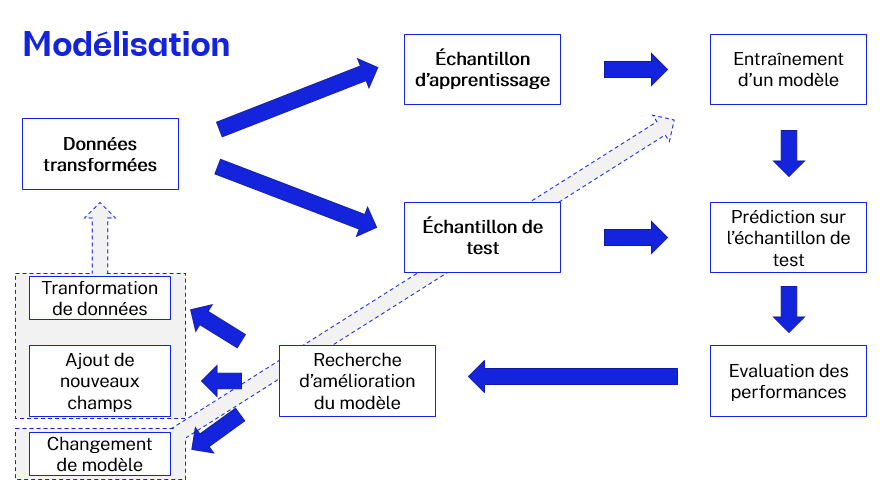 Modélisation
Échantillon
d'apprentissage
Entraînement
d'un modèle
Données
transformées
Échantillon de
test
Prédiction sur
l'échantillon de
test
Tranformation
de données
Ajout de
nouveaux
champs
Changement
de modèle
Recherche
d'amélioration
du modèle
Evaluation des
performances